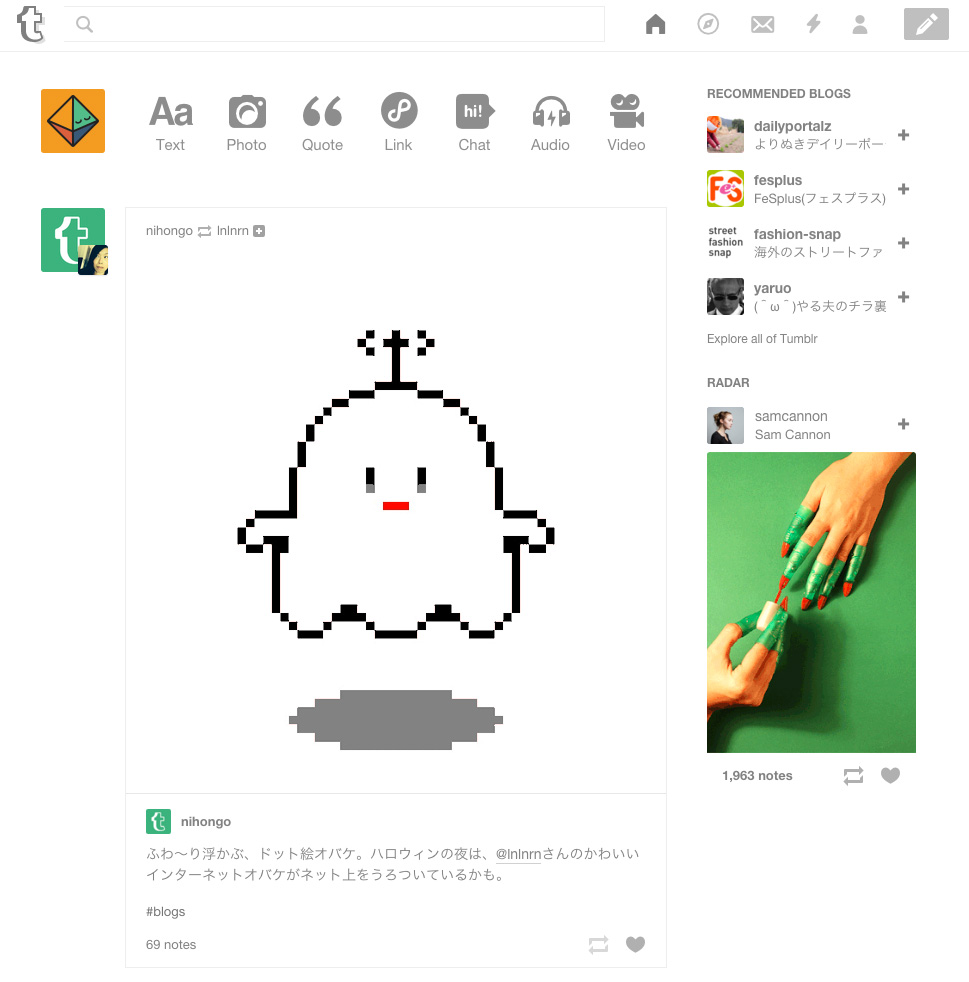 t
Aa
Text
Photo
Quote
Link
hi!
Chat
Audio
Video
t
nihongo lnlnrn
t
nihongo
ふわ〜り浮かぶ、ドット絵オバケ。ハロウィンの夜は、@lnlnrnさんのかわいい
インターネットオバケがネット上をうろついているかも。
#blogs
69 notes
RECOMMENDED BLOGS
dailyportalz
よりぬきデイリーポー
FeS
fesplus
FeSplus(フェスプラス)
street
fashion
snap
fashion-snap
海外のストリートファ
yaruo
(＾ω＾)やる夫のチラ裏
Explore all of Tumblr
RADAR
samcannon
Sam Cannon
1,963 notes